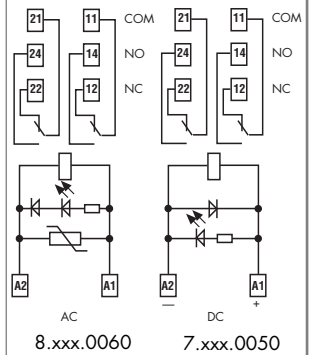 21 11 COM 21 11 COM
24 14 NO 24 14 NO
22 12 NC 22 12 NC
A2 A1 A2 A1
— +
AC DC
8.xxx.0060 7.xxx.0050